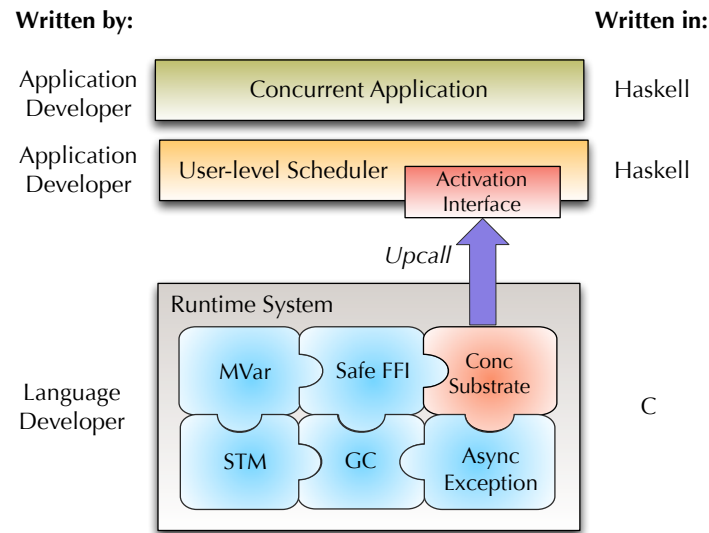 Written by:
Written in:
Application
Developer
Concurrent Application
Haskell
Application
Developer
User-level Scheduler
Activation
Interface
Haskell
Upcall
Runtime System
Language
Developer
MVar
Safe FFI
Conc
Substrate
C
STM
GC
Async
Exception